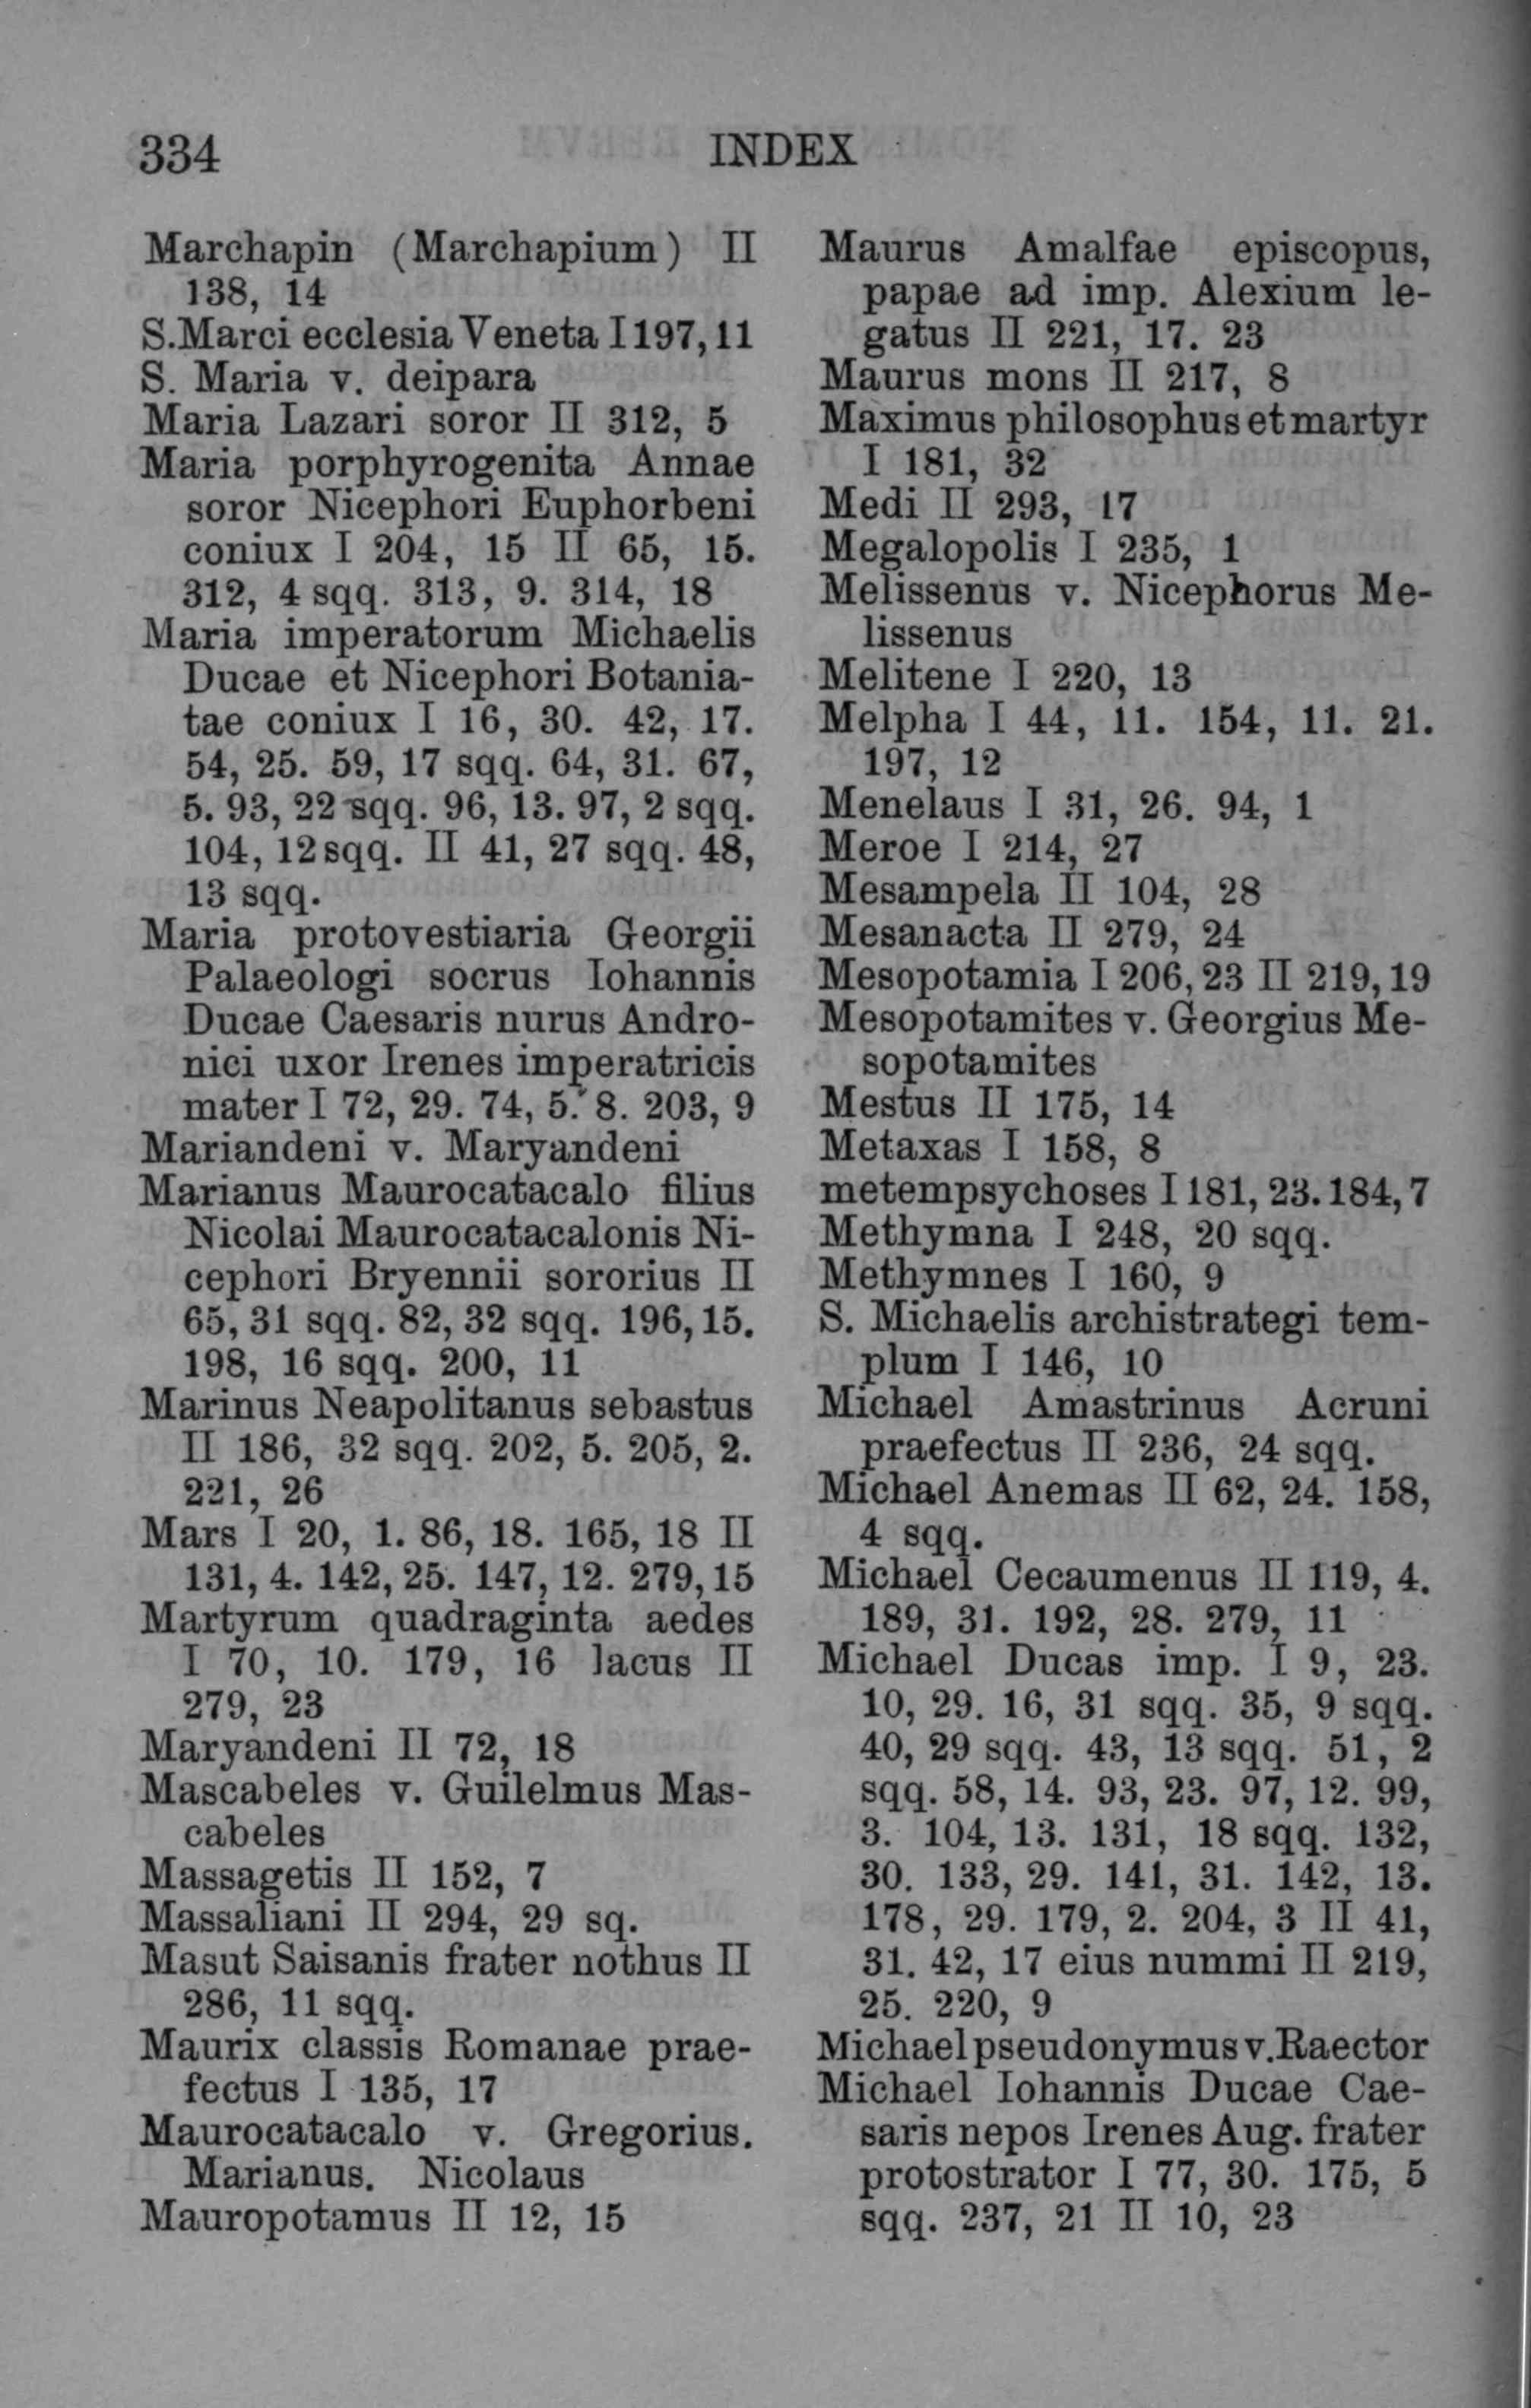 334
INDEX
Marchapin (Marchapium) II
138, 14
S. Marci ecclesia Veneta I 197, 11
S. Maria v. deipara
Maria Lazari soror II 312, 5
Maria porphyrogenita Annae
soror Nicephori Euphorbeni
coniux I 204, 15 II 65, 15.
312, 4 sqq. 313, 9. 314, 18
Maria imperatorum Michaelis
Ducae et Nicephori Botania-
tae coniux I 16, 30. 42, 17.
54, 25. 59, 17 sqq. 64, 31. 67,
5. 93, 22 sqq. 96, 13. 97, 2 sqq.
104, 12 sqq. II 41, 27 sqq. 48,
13 sqq.
Maria protovestiaria Georgii
Palaeologi socrus Iohannis
Ducae Caesaris nurus Andro-
nici uxor Irenes imperatricis
mater I 72, 29. 74, 5. 8. 203, 9
Mariandeni v. Maryandeni
Marianus Maurocatacalo filius
Nicolai Maurocatacalonis Ni-
cephori Bryennii sororius II
65, 31 sqq. 82, 32 sqq. 196, 15.
198, 16 sqq. 200, 11
Marinus Neapolitanus sebastus
II 186, 32 sqq. 202, 5. 205, 2.
221, 26
Mars I 20, 1. 86, 18. 165, 18 II
131, 4. 142, 25. 147, 12. 279, 15
Martyrum quadraginta aedes
I 70, 10. 179, 16 lacus II
279, 23
Maryandeni II 72, 18
Mascabeles v. Guilelmus Mas-
cabeles
Massagetis II 152, 7
Massaliani II 294, 29 sq.
Masut Saisanis frater nothus II
286, 11 sqq.
Maurix classis Romanae prae-
fectus I 135, 17
Maurocatacalo v. Gregorius.
Marianus. Nicolaus
Mauropotamus II 12, 15
Maurus Amalfae episcopus,
papae ad imp. Alexium le-
gatus II 221, 17. 23
Maurus mons II 217, 8
Maximus philosophus et martyr
I 181, 32
Medi II 293, 17
Megalopolis I 235, 1
Melissenus v. Nicephorus Me-
lissenus
Melitene I 220, 13
Melpha I 44, 11. 154, 11. 21.
197, 12
Menelaus I 31, 26. 94, 1
Meroe I 214, 27
Mesampela II 104, 28
Mesanacta II 279, 24
Mesopotamia I 206, 23 II 219, 19
Mesopotamites v. Georgius Me-
sopotamites
Mestus II 175, 14
Metaxas I 158, 8
metempsychoses I 181, 23. 184, 7
Methymna I 248, 20 sqq.
Methymnes I 160, 9
S. Michaelis archistrategi tem-
plum I 146, 10
Michael Amastrinus Acruni
praefectus II 236, 24 sqq.
Michael Anemas II 62, 24. 158,
4 sqq.
Michael Cecaumenus II 119, 4.
189, 31. 192, 28. 279, 11
Michael Ducas imp. I 9, 23.
10, 29. 16, 31 sqq. 35, 9 sqq.
40, 29 sqq. 43, 13 sqq. 51, 2
sqq. 58, 14. 93, 23. 97, 12. 99,
3. 104, 13. 131, 18 sqq. 132,
30. 133, 29. 141, 31. 142, 13.
178, 29. 179, 2. 204, 3 II 41,
31. 42, 17 eius nummi II 219,
25. 220, 9
Michael pseudonymus v. Raector
Michael Iohannis Ducae Cae-
saris nepos Irenes Aug. frater
protostrator I 77, 30. 175, 5
sqq. 237, 21 II 10, 23